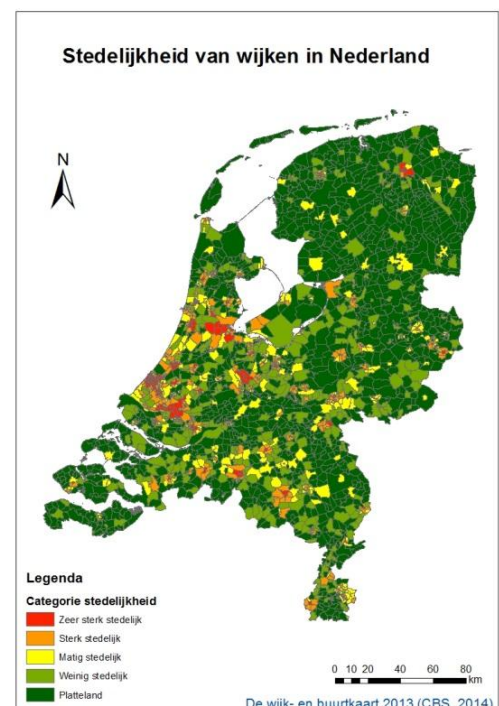 Stedelijkheid van wijken in Nederland
N
Legenda
Categorie stedelijkheid
Zeer sterk stedelijk
Sterk stedelijk
Matig stedelijk
Weinig stedelijk
Platteland
0 10 20 40 60 80
km
De wijk- en buurtkaart 2013 (CBS, 2014)